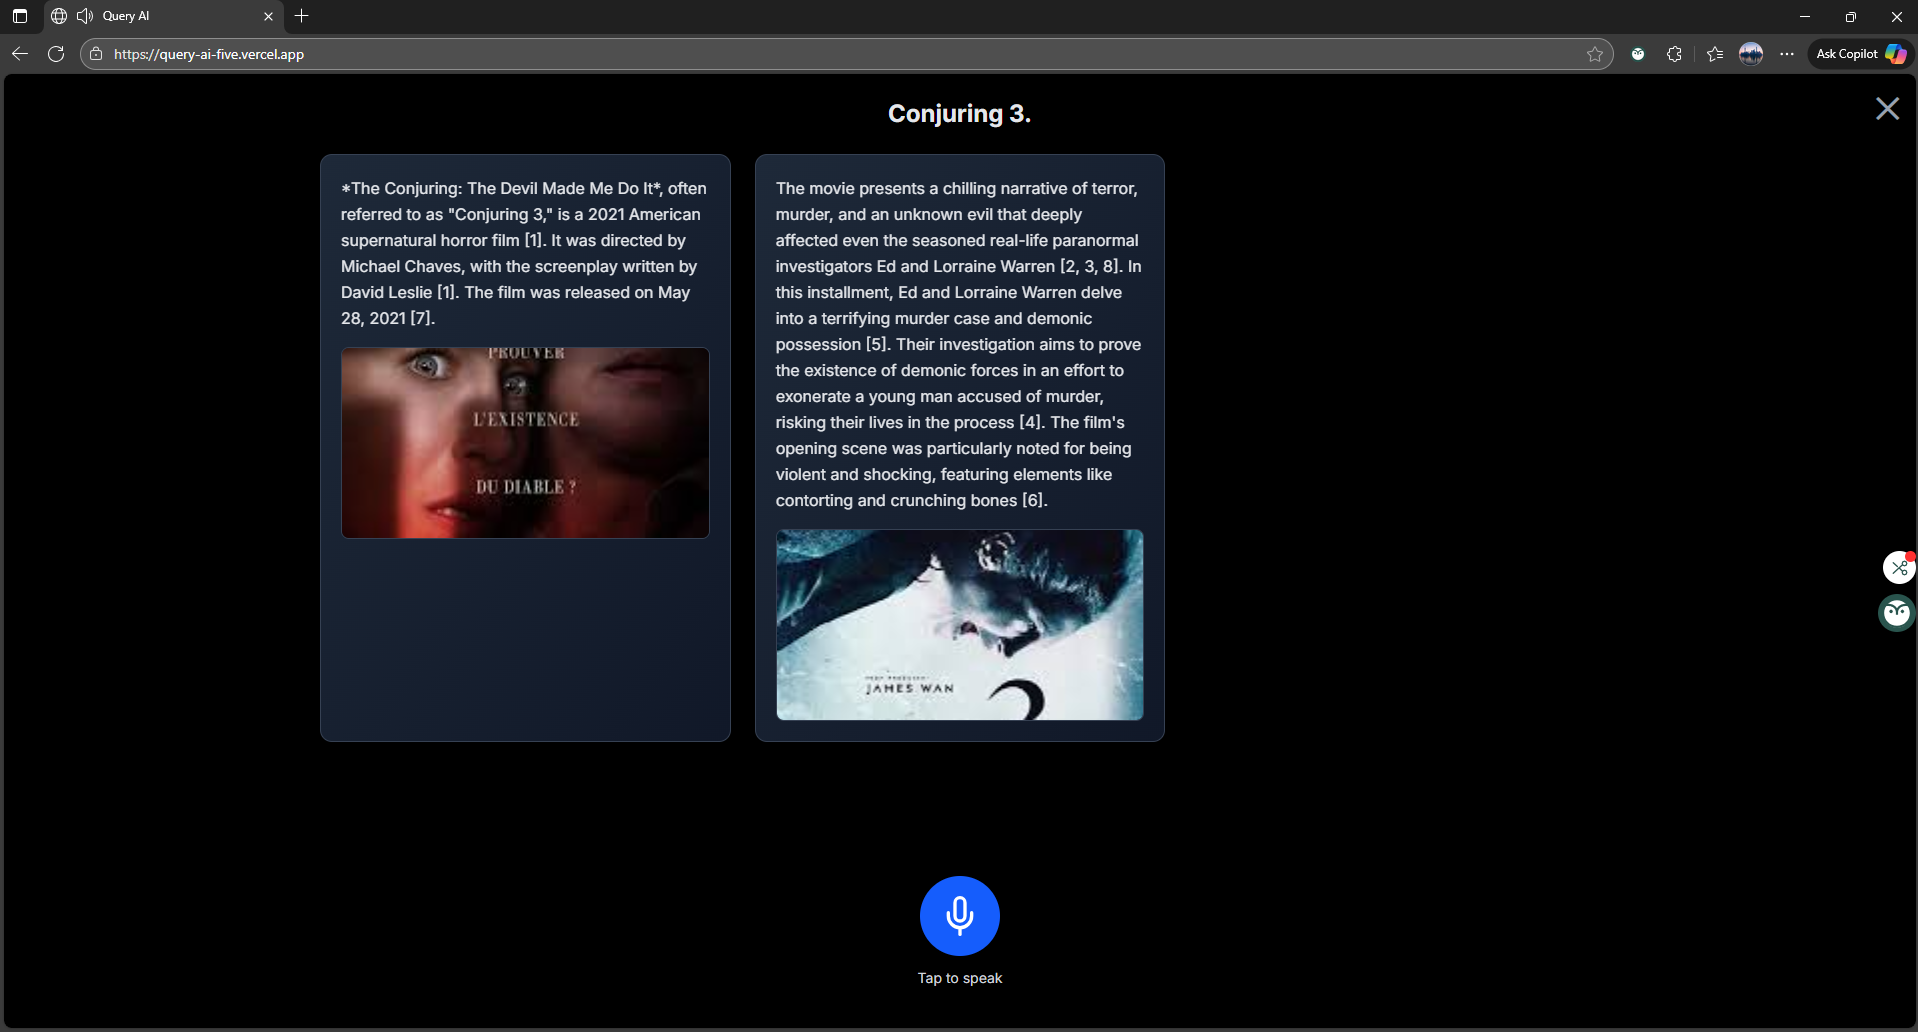 Query AI
https://query-ai-five.vercel.app
Ask Copilot
Conjuring 3.
*The Conjuring: The Devil Made Me Do It*, often
referred to as "Conjuring 3," is a 2021 American
supernatural horror film [1]. It was directed by
Michael Chaves, with the screenplay written by
David Leslie [1]. The film was released on May
28, 2021 [7].
PROUVER
L'EXISTENCE
DU DIABLE ?
The movie presents a chilling narrative of terror,
murder, and an unknown evil that deeply
affected even the seasoned real-life paranormal
investigators Ed and Lorraine Warren [2, 3, 8]. In
this installment, Ed and Lorraine Warren delve
into a terrifying murder case and demonic
possession [5]. Their investigation aims to prove
the existence of demonic forces in an effort to
exonerate a young man accused of murder,
risking their lives in the process [4]. The film's
opening scene was particularly noted for being
violent and shocking, featuring elements like
contorting and crunching bones [6].
JAMES WAN
Tap to speak